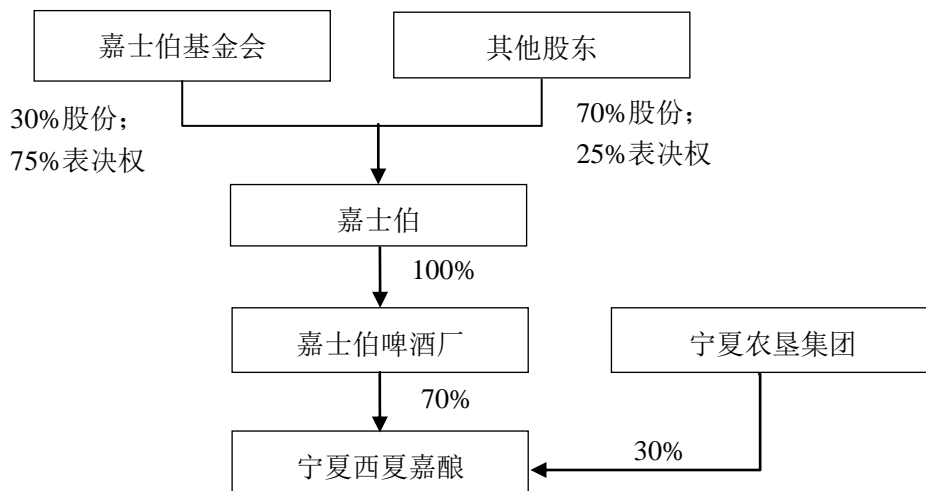 嘉士伯基金会
其他股东
30%股份；
75%表决权
70%股份；
25%表决权
嘉士伯
100%
嘉士伯啤酒厂
宁夏农垦集团
70%
30%
宁夏西夏嘉酿